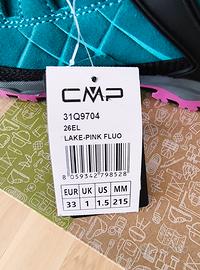 CMP
31Q9704
26EL
LAKE-PINK FLUO
8 059342 798528
EUR UK US MM
33 1 1.5 215